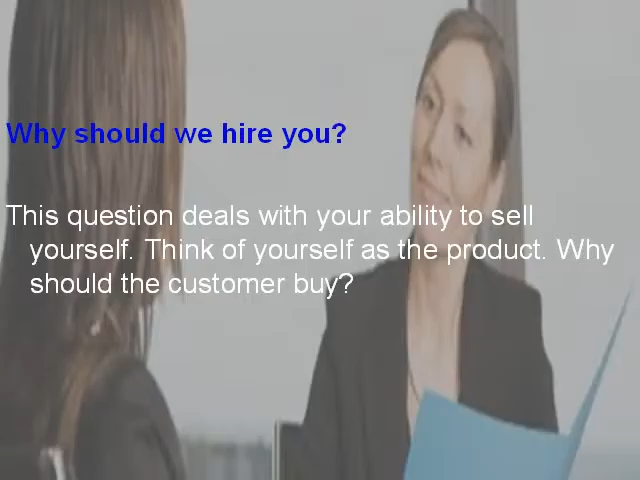 Why should we hire you?
This question deals with your ability to sell
yourself. Think of yourself as the product. Why
should the customer buy?